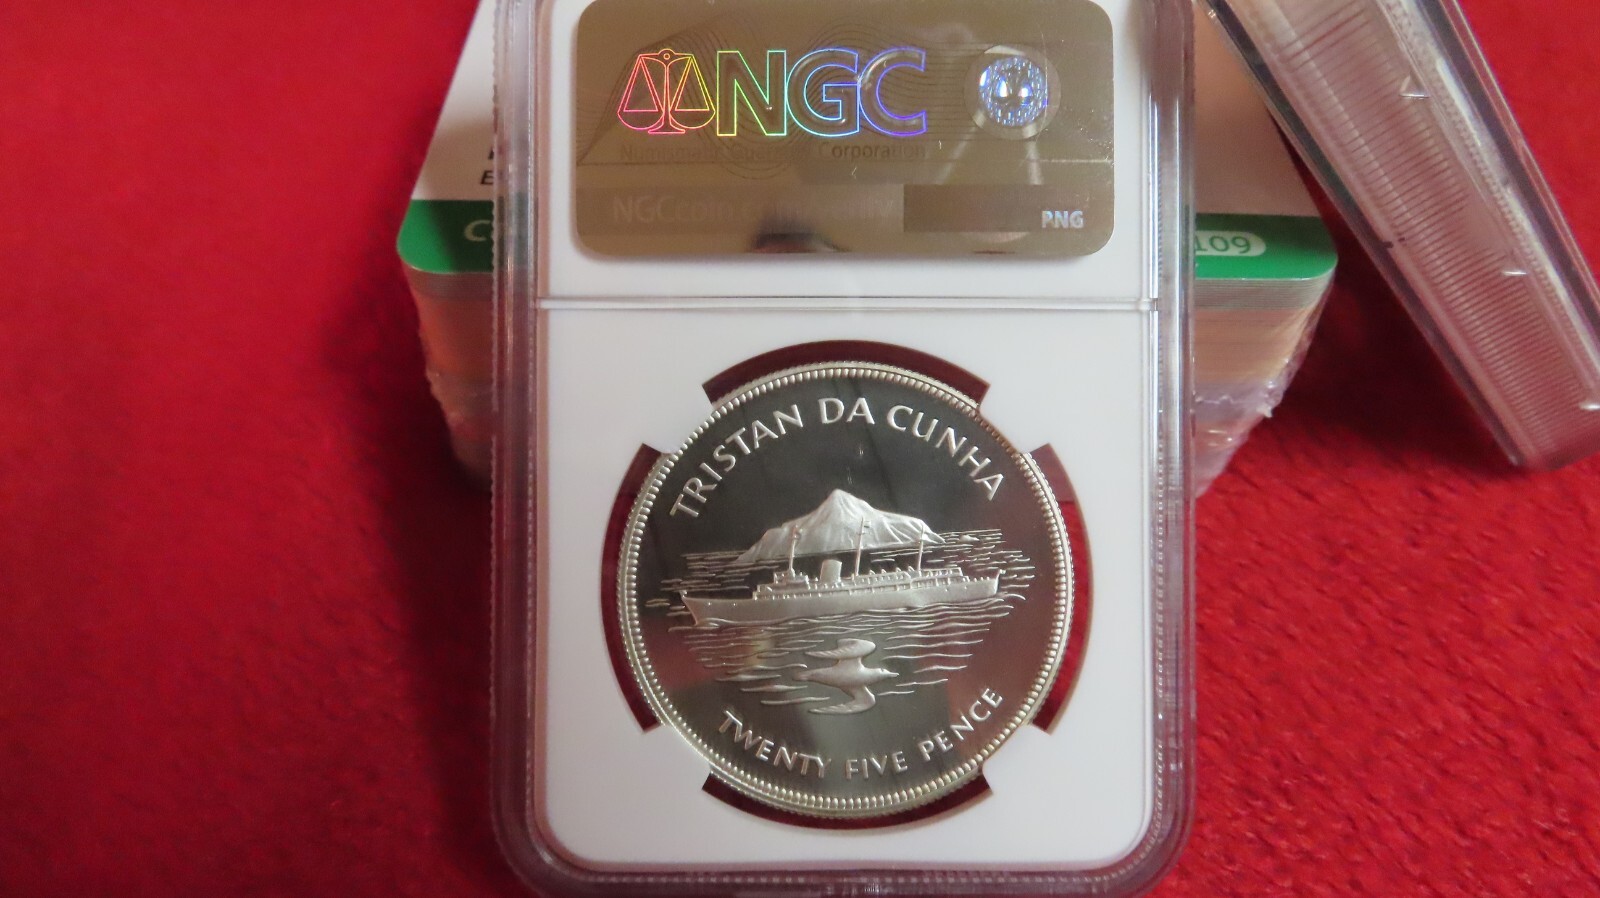 NGC
Numismatic Guaranty Corporation
PNG
109
TRISTAN DA CUNHA
TWENTY FIVE PENCE